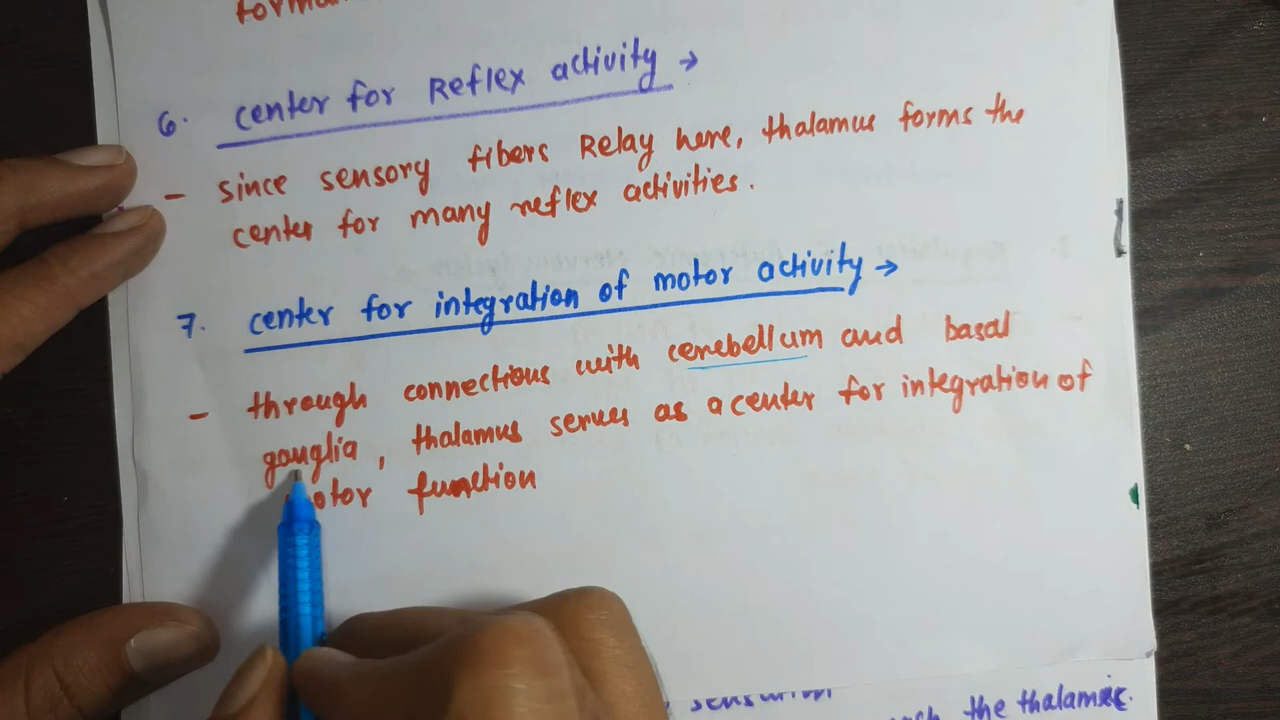 6. center for Reflex activity →
- since sensory fibers Relay here, thalamus forms the
center for many reflex activities.
7. center for integration of motor activity →
- through connections with cerebellum and basal
ganglia, thalamus serves as a center for integration of
motor function
the thalamic.